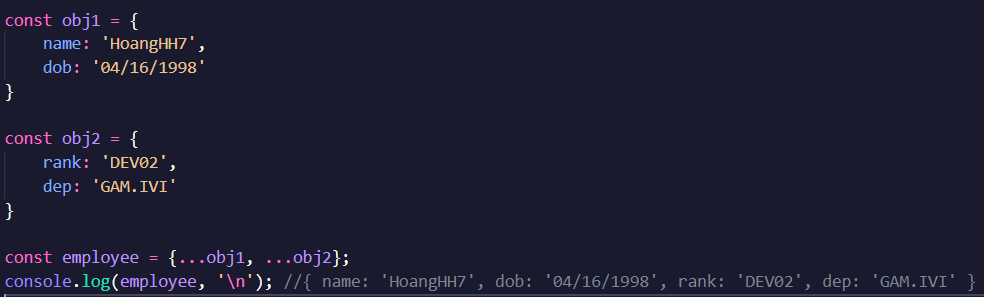 const obj1 = {
    name: 'HoangHH7',
    dob: '04/16/1998'
}
const obj2 = {
    rank: 'DEV02',
    dep: 'GAM.IVI'
}
const employee = {...obj1, ...obj2};
console.log(employee, '\n'); //{ name: 'HoangHH7', dob: '04/16/1998', rank: 'DEV02', dep: 'GAM.IVI' }